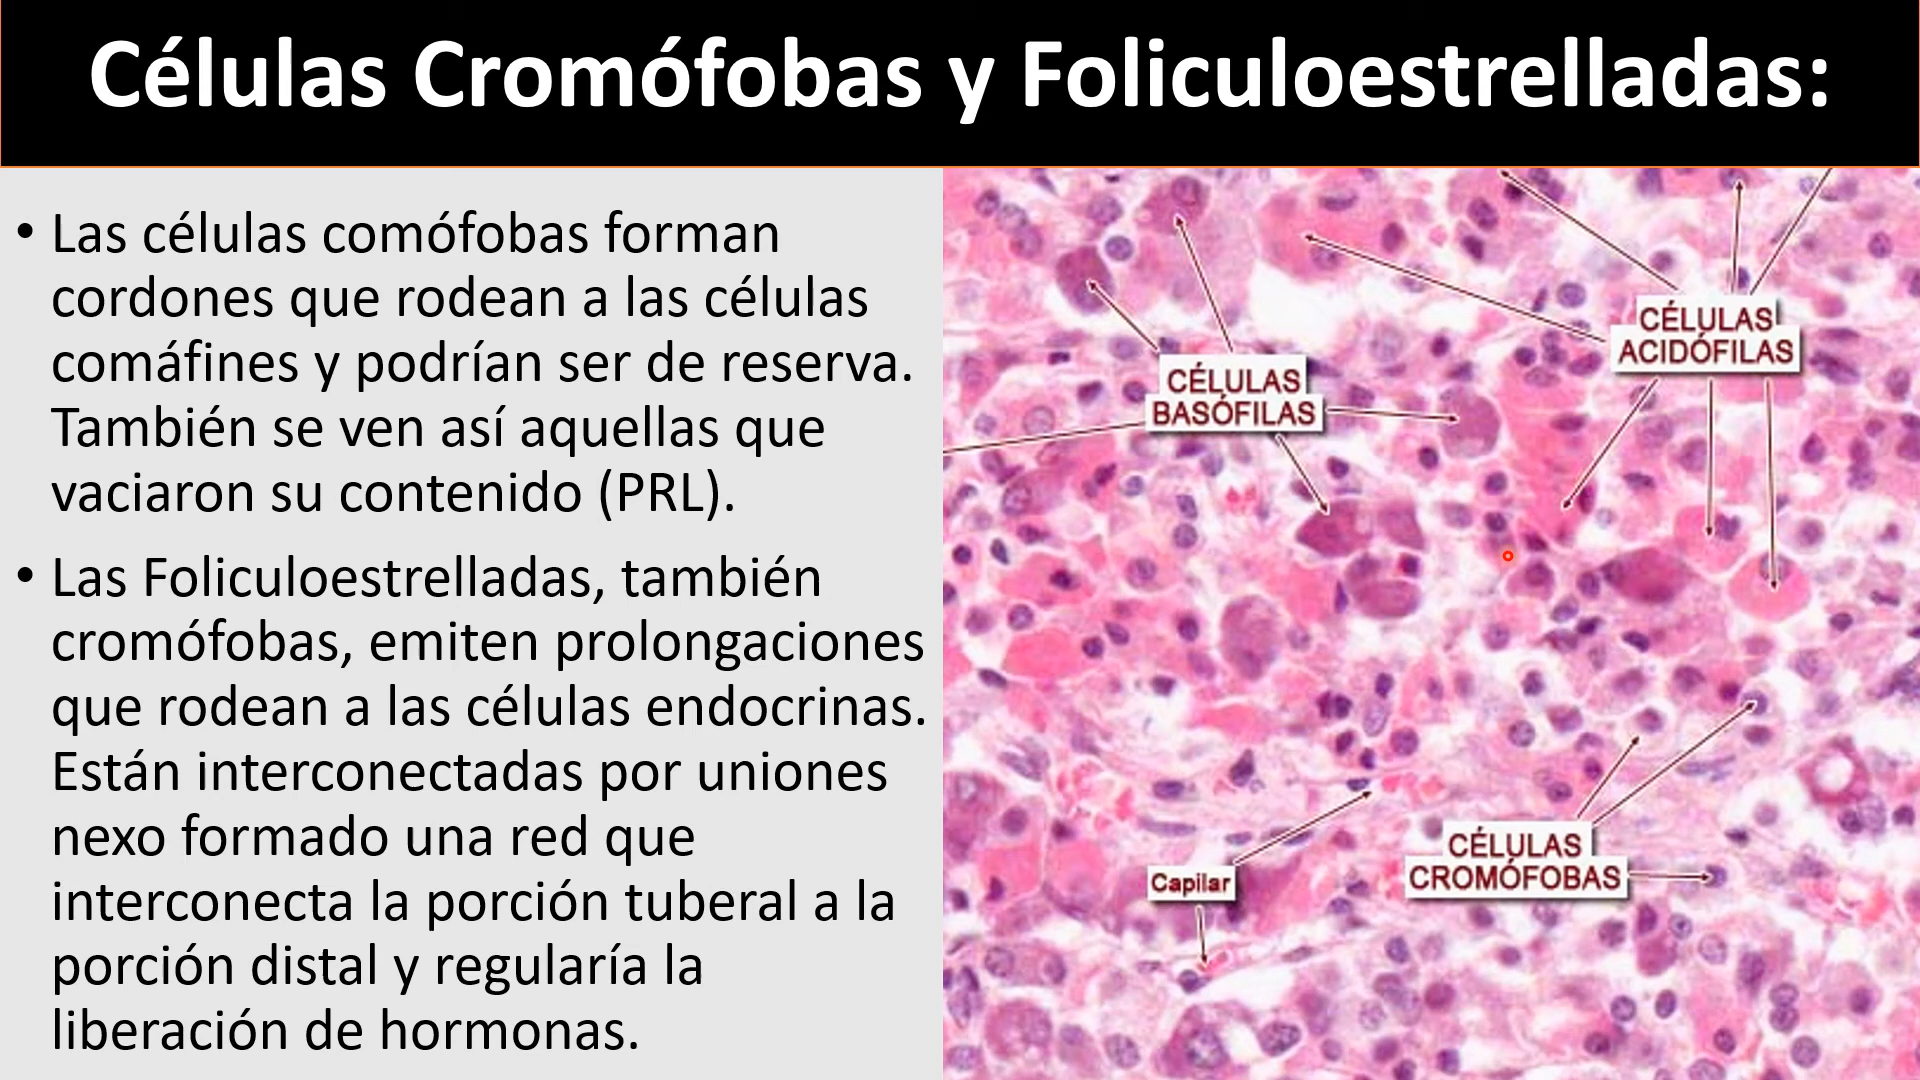 Células Cromófobas y Foliculoestrelladas:
• Las células comófobas forman
cordones que rodean a las células
comáfines y podrían ser de reserva.
También se ven así aquellas que
vaciaron su contenido (PRL).
• Las Foliculoestrelladas, también
cromófobas, emiten prolongaciones
que rodean a las células endocrinas.
Están interconectadas por uniones
nexo formado una red que
interconecta la porción tuberal a la
porción distal y regularía la
liberación de hormonas.
CÉLULAS
ACIDÓFILAS
CÉLULAS
BASÓFILAS
CÉLULAS
CROMÓFOBAS
Capilar